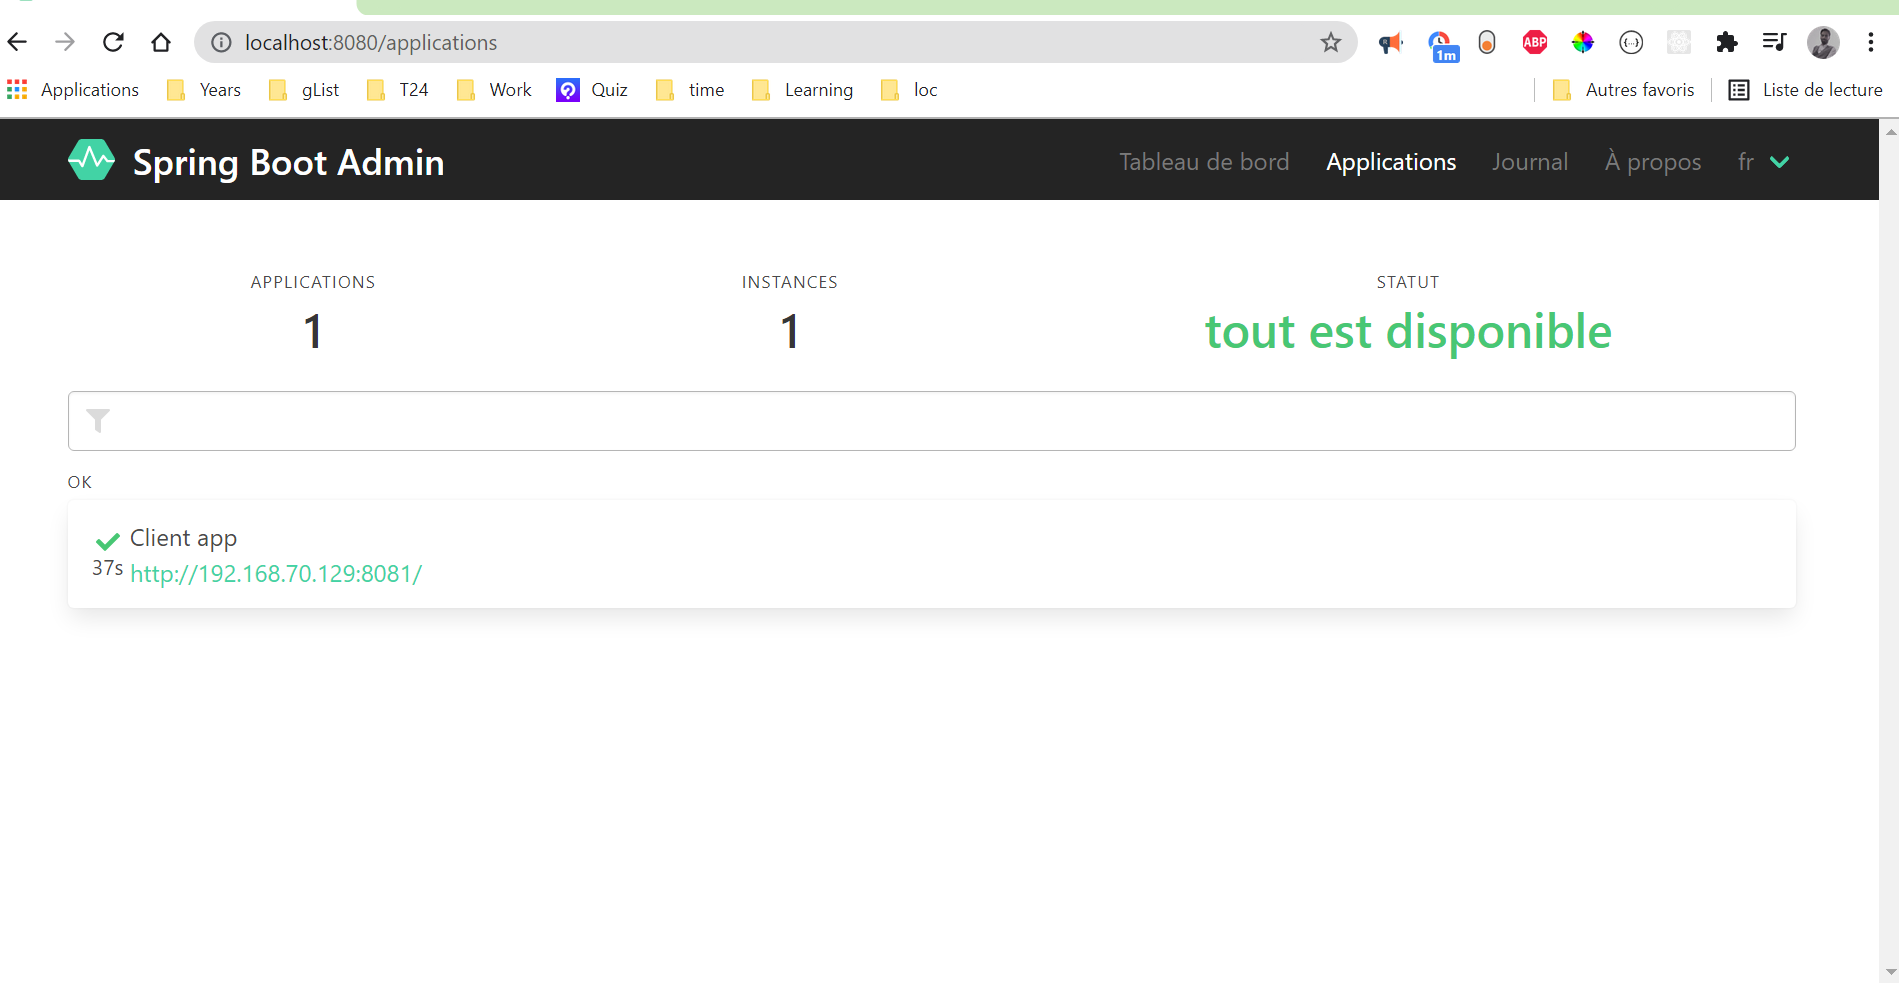 localhost:8080/applications
ABP
{...}
1m
Applications Years gList T24 Work Quiz time Learning loc Autres favoris Liste de lecture
Spring Boot Admin Tableau de bord Applications Journal À propos fr
APPLICATIONS INSTANCES STATUT
1 1 tout est disponible
OK
Client app
37s http://192.168.70.129:8081/